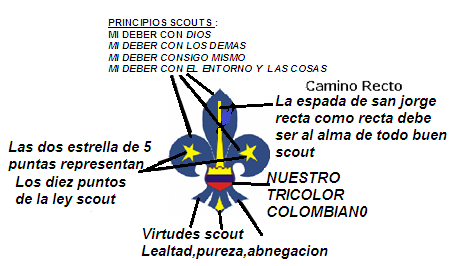 PRINCIPIOS SCOUTS :
MI DEBER CON DIOS
MI DEBER CON LOS DEMAS
MI DEBER CONSIGO MISMO
MI DEBER CON EL ENTORNO Y LAS COSAS
Camino Recto
La espada de san jorge
recta como recta debe
ser al alma de todo buen
scout
Las dos estrella de 5
puntas representan
Los diez puntos
de la ley scout
NUESTRO
TRICOLOR
COLOMBIAN0
Virtudes scout
Lealtad,pureza,abnegacion